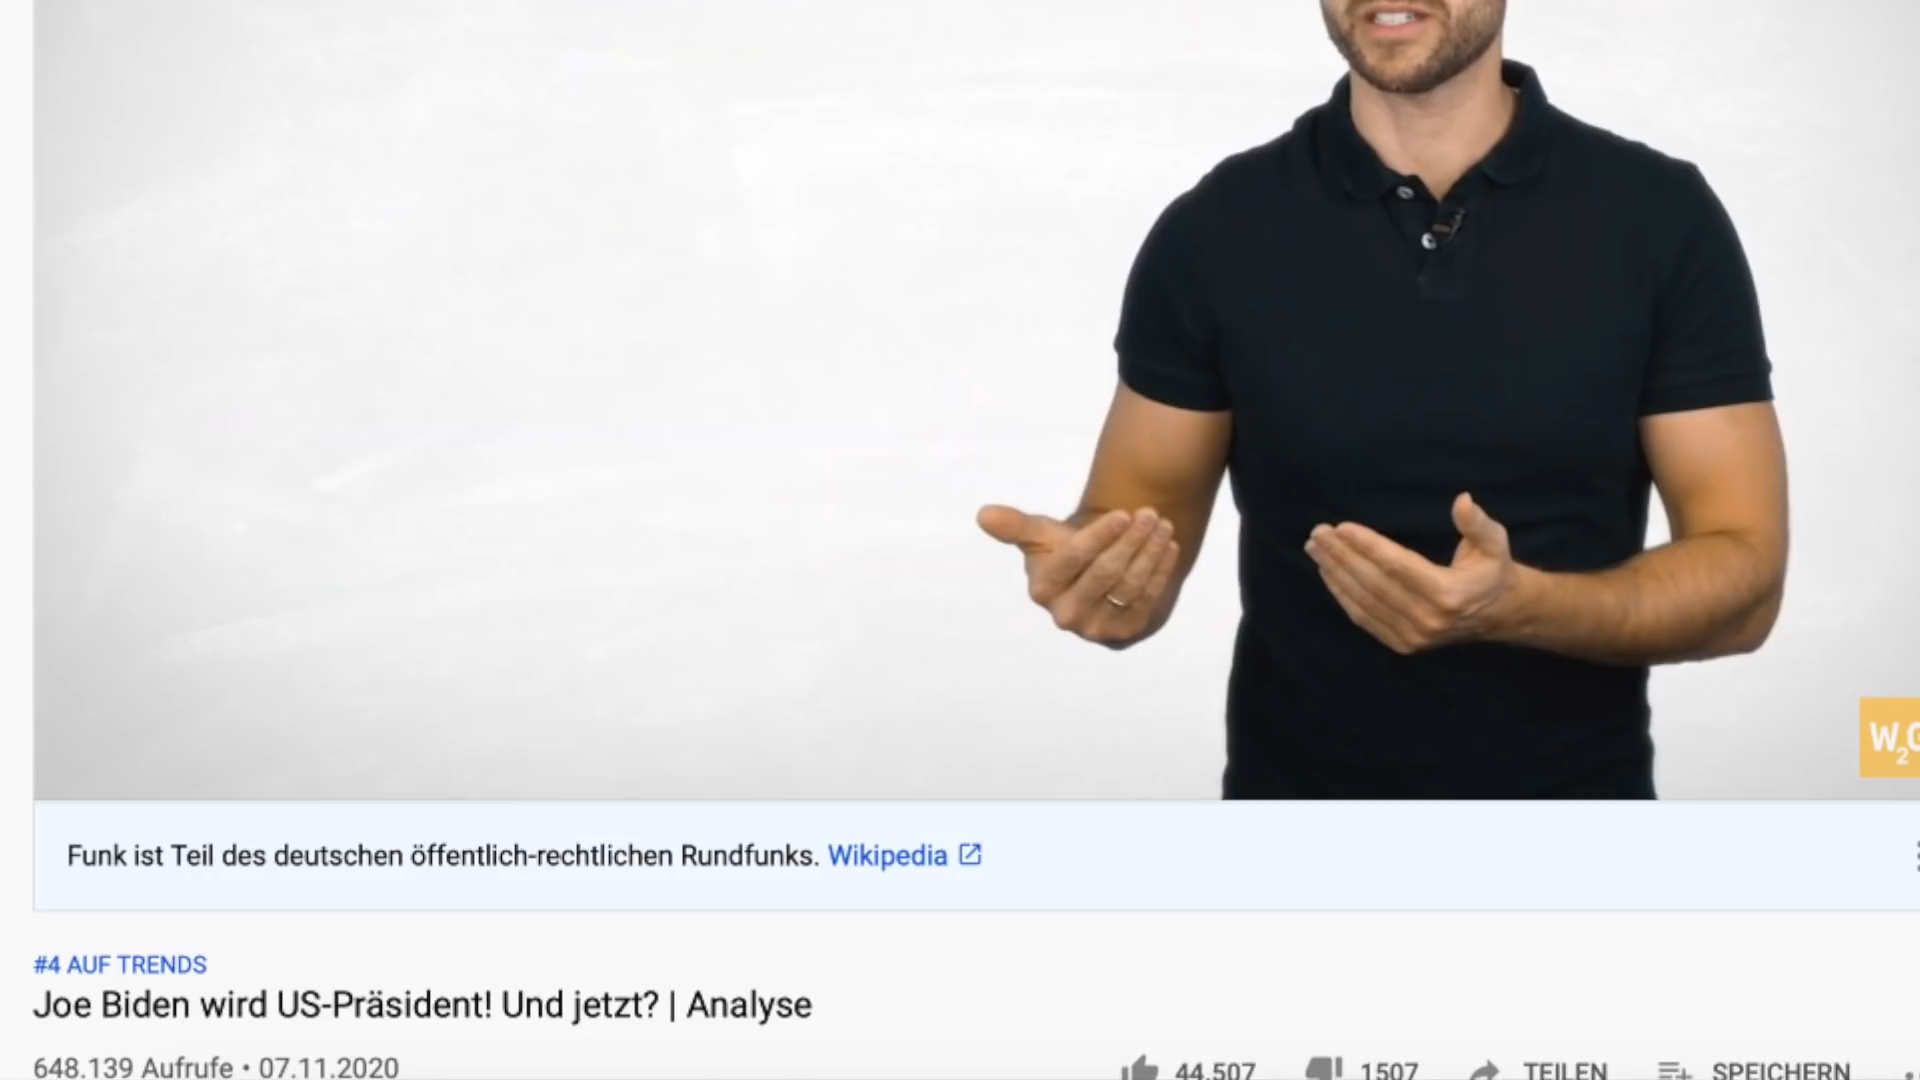 W2G
Funk ist Teil des deutschen öffentlich-rechtlichen Rundfunks. Wikipedia
#4 AUF TRENDS
Joe Biden wird US-Präsident! Und jetzt? | Analyse
648.139 Aufrufe • 07.11.2020 44.507 1507 TEILEN SPEICHERN